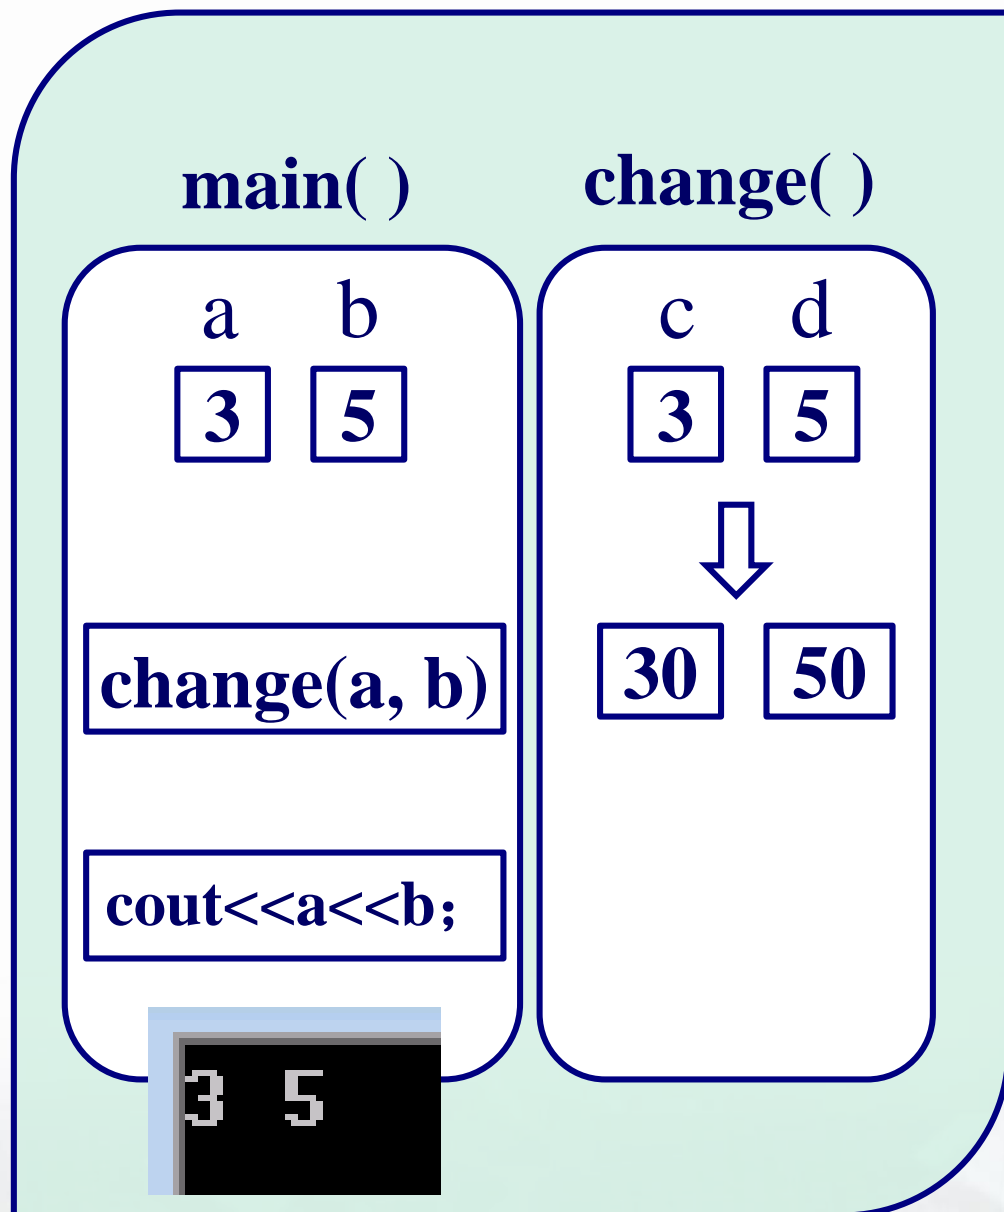 main( ) change( )
a b c d
3 5 3 5
30 50
change(a, b)
cout<<a<<b；
3 5